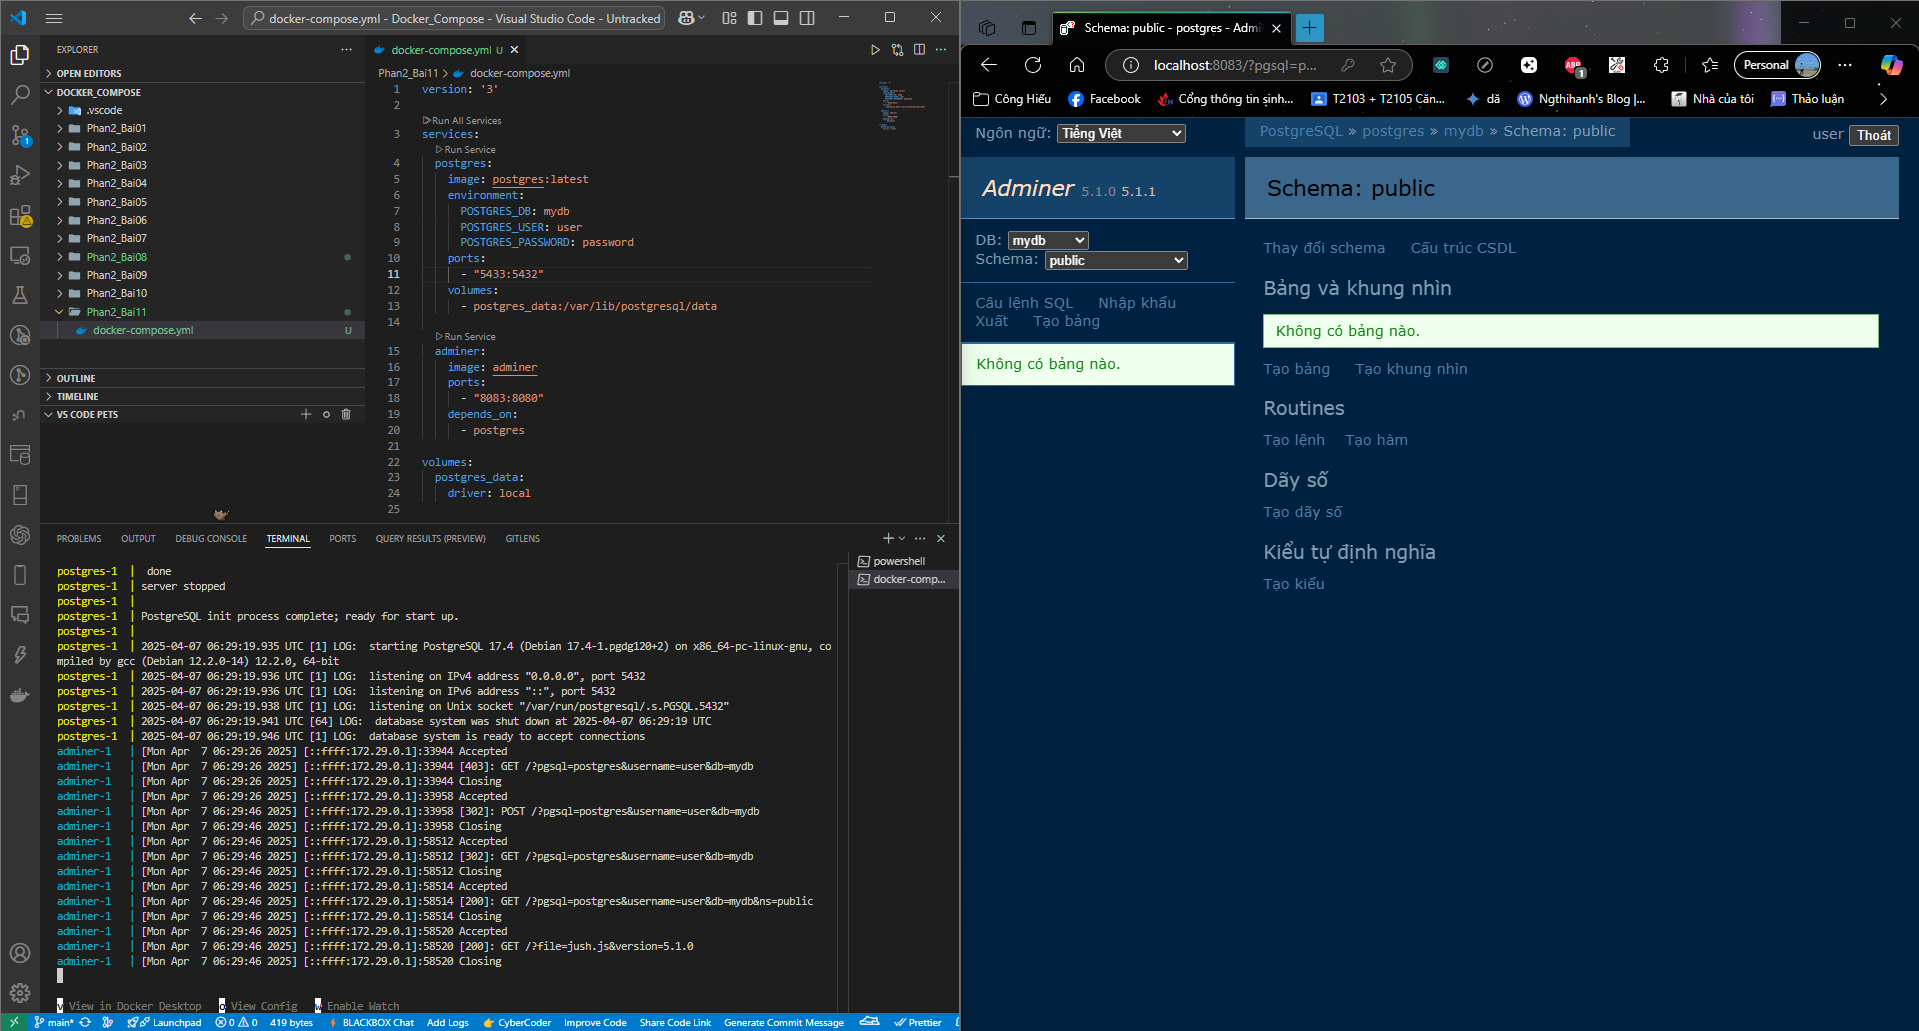 docker-compose.yml - Docker_Compose - Visual Studio Code - Untracked
EXPLORER
OPEN EDITORS
DOCKER_COMPOSE
.vscode
Phan2_Bai01
Phan2_Bai02
Phan2_Bai03
Phan2_Bai04
Phan2_Bai05
Phan2_Bai06
Phan2_Bai07
Phan2_Bai08
Phan2_Bai09
Phan2_Bai10
Phan2_Bai11
docker-compose.yml U
OUTLINE
TIMELINE
VS CODE PETS
1
docker-compose.yml U
Phan2_Bai11 > docker-compose.yml
1 version: '3'
2
Run All Services
3 services:
Run Service
4 postgres:
5 image: postgres:latest
6 environment:
7 POSTGRES_DB: mydb
8 POSTGRES_USER: user
9 POSTGRES_PASSWORD: password
10 ports:
11 - "5433:5432"
12 volumes:
13 - postgres_data:/var/lib/postgresql/data
14
Run Service
15 adminer:
16 image: adminer
17 ports:
18 - "8083:8080"
19 depends_on:
20 - postgres
21
22 volumes:
23 postgres_data:
24 driver: local
25
PROBLEMS OUTPUT DEBUG CONSOLE TERMINAL PORTS QUERY RESULTS (PREVIEW) GITLENS
powershell
docker-comp...
postgres-1 | done
postgres-1 | server stopped
postgres-1 |
postgres-1 | PostgreSQL init process complete; ready for start up.
postgres-1 |
postgres-1 | 2025-04-07 06:29:19.935 UTC [1] LOG: starting PostgreSQL 17.4 (Debian 17.4-1.pgdg120+2) on x86_64-pc-linux-gnu, co
mpiled by gcc (Debian 12.2.0-14) 12.2.0, 64-bit
postgres-1 | 2025-04-07 06:29:19.936 UTC [1] LOG: listening on IPv4 address "0.0.0.0", port 5432
postgres-1 | 2025-04-07 06:29:19.936 UTC [1] LOG: listening on IPv6 address "::", port 5432
postgres-1 | 2025-04-07 06:29:19.938 UTC [1] LOG: listening on Unix socket "/var/run/postgresql/.s.PGSQL.5432"
postgres-1 | 2025-04-07 06:29:19.941 UTC [64] LOG: database system was shut down at 2025-04-07 06:29:19 UTC
postgres-1 | 2025-04-07 06:29:19.946 UTC [1] LOG: database system is ready to accept connections
adminer-1 | [Mon Apr 7 06:29:26 2025] [::ffff:172.29.0.1]:33944 Accepted
adminer-1 | [Mon Apr 7 06:29:26 2025] [::ffff:172.29.0.1]:33944 [403]: GET /?pgsql=postgres&username=user&db=mydb
adminer-1 | [Mon Apr 7 06:29:26 2025] [::ffff:172.29.0.1]:33944 Closing
adminer-1 | [Mon Apr 7 06:29:26 2025] [::ffff:172.29.0.1]:33958 Accepted
adminer-1 | [Mon Apr 7 06:29:46 2025] [::ffff:172.29.0.1]:33958 [302]: POST /?pgsql=postgres&username=user&db=mydb
adminer-1 | [Mon Apr 7 06:29:46 2025] [::ffff:172.29.0.1]:33958 Closing
adminer-1 | [Mon Apr 7 06:29:46 2025] [::ffff:172.29.0.1]:58512 Accepted
adminer-1 | [Mon Apr 7 06:29:46 2025] [::ffff:172.29.0.1]:58512 [302]: GET /?pgsql=postgres&username=user&db=mydb
adminer-1 | [Mon Apr 7 06:29:46 2025] [::ffff:172.29.0.1]:58512 Closing
adminer-1 | [Mon Apr 7 06:29:46 2025] [::ffff:172.29.0.1]:58514 Accepted
adminer-1 | [Mon Apr 7 06:29:46 2025] [::ffff:172.29.0.1]:58514 [200]: GET /?pgsql=postgres&username=user&db=mydb&ns=public
adminer-1 | [Mon Apr 7 06:29:46 2025] [::ffff:172.29.0.1]:58514 Closing
adminer-1 | [Mon Apr 7 06:29:46 2025] [::ffff:172.29.0.1]:58520 Accepted
adminer-1 | [Mon Apr 7 06:29:46 2025] [::ffff:172.29.0.1]:58520 [200]: GET /?file=jush.js&version=5.1.0
adminer-1 | [Mon Apr 7 06:29:46 2025] [::ffff:172.29.0.1]:58520 Closing
v View in Docker Desktop o View Config w Enable Watch
main* Launchpad 0 0 419 bytes BLACKBOX Chat Add Logs CyberCoder Improve Code Share Code Link Generate Commit Message Prettier
Schema: public - postgres - Admi
localhost:8083/?pgsql=p...
ABP 1
Personal
Công Hiếu Facebook Cổng thông tin sinh... T2103 + T2105 Căn... dã Ngthihanh's Blog |... Nhà của tôi Thảo luận
Ngôn ngữ: Tiếng Việt
PostgreSQL » postgres » mydb » Schema: public
user Thoát
Adminer 5.1.0 5.1.1
Schema: public
DB: mydb
Schema: public
Câu lệnh SQL Nhập khẩu
Xuất Tạo bảng
Không có bảng nào.
Thay đổi schema Cấu trúc CSDL
Bảng và khung nhìn
Không có bảng nào.
Tạo bảng Tạo khung nhìn
Routines
Tạo lệnh Tạo hàm
Dãy số
Tạo dãy số
Kiểu tự định nghĩa
Tạo kiểu